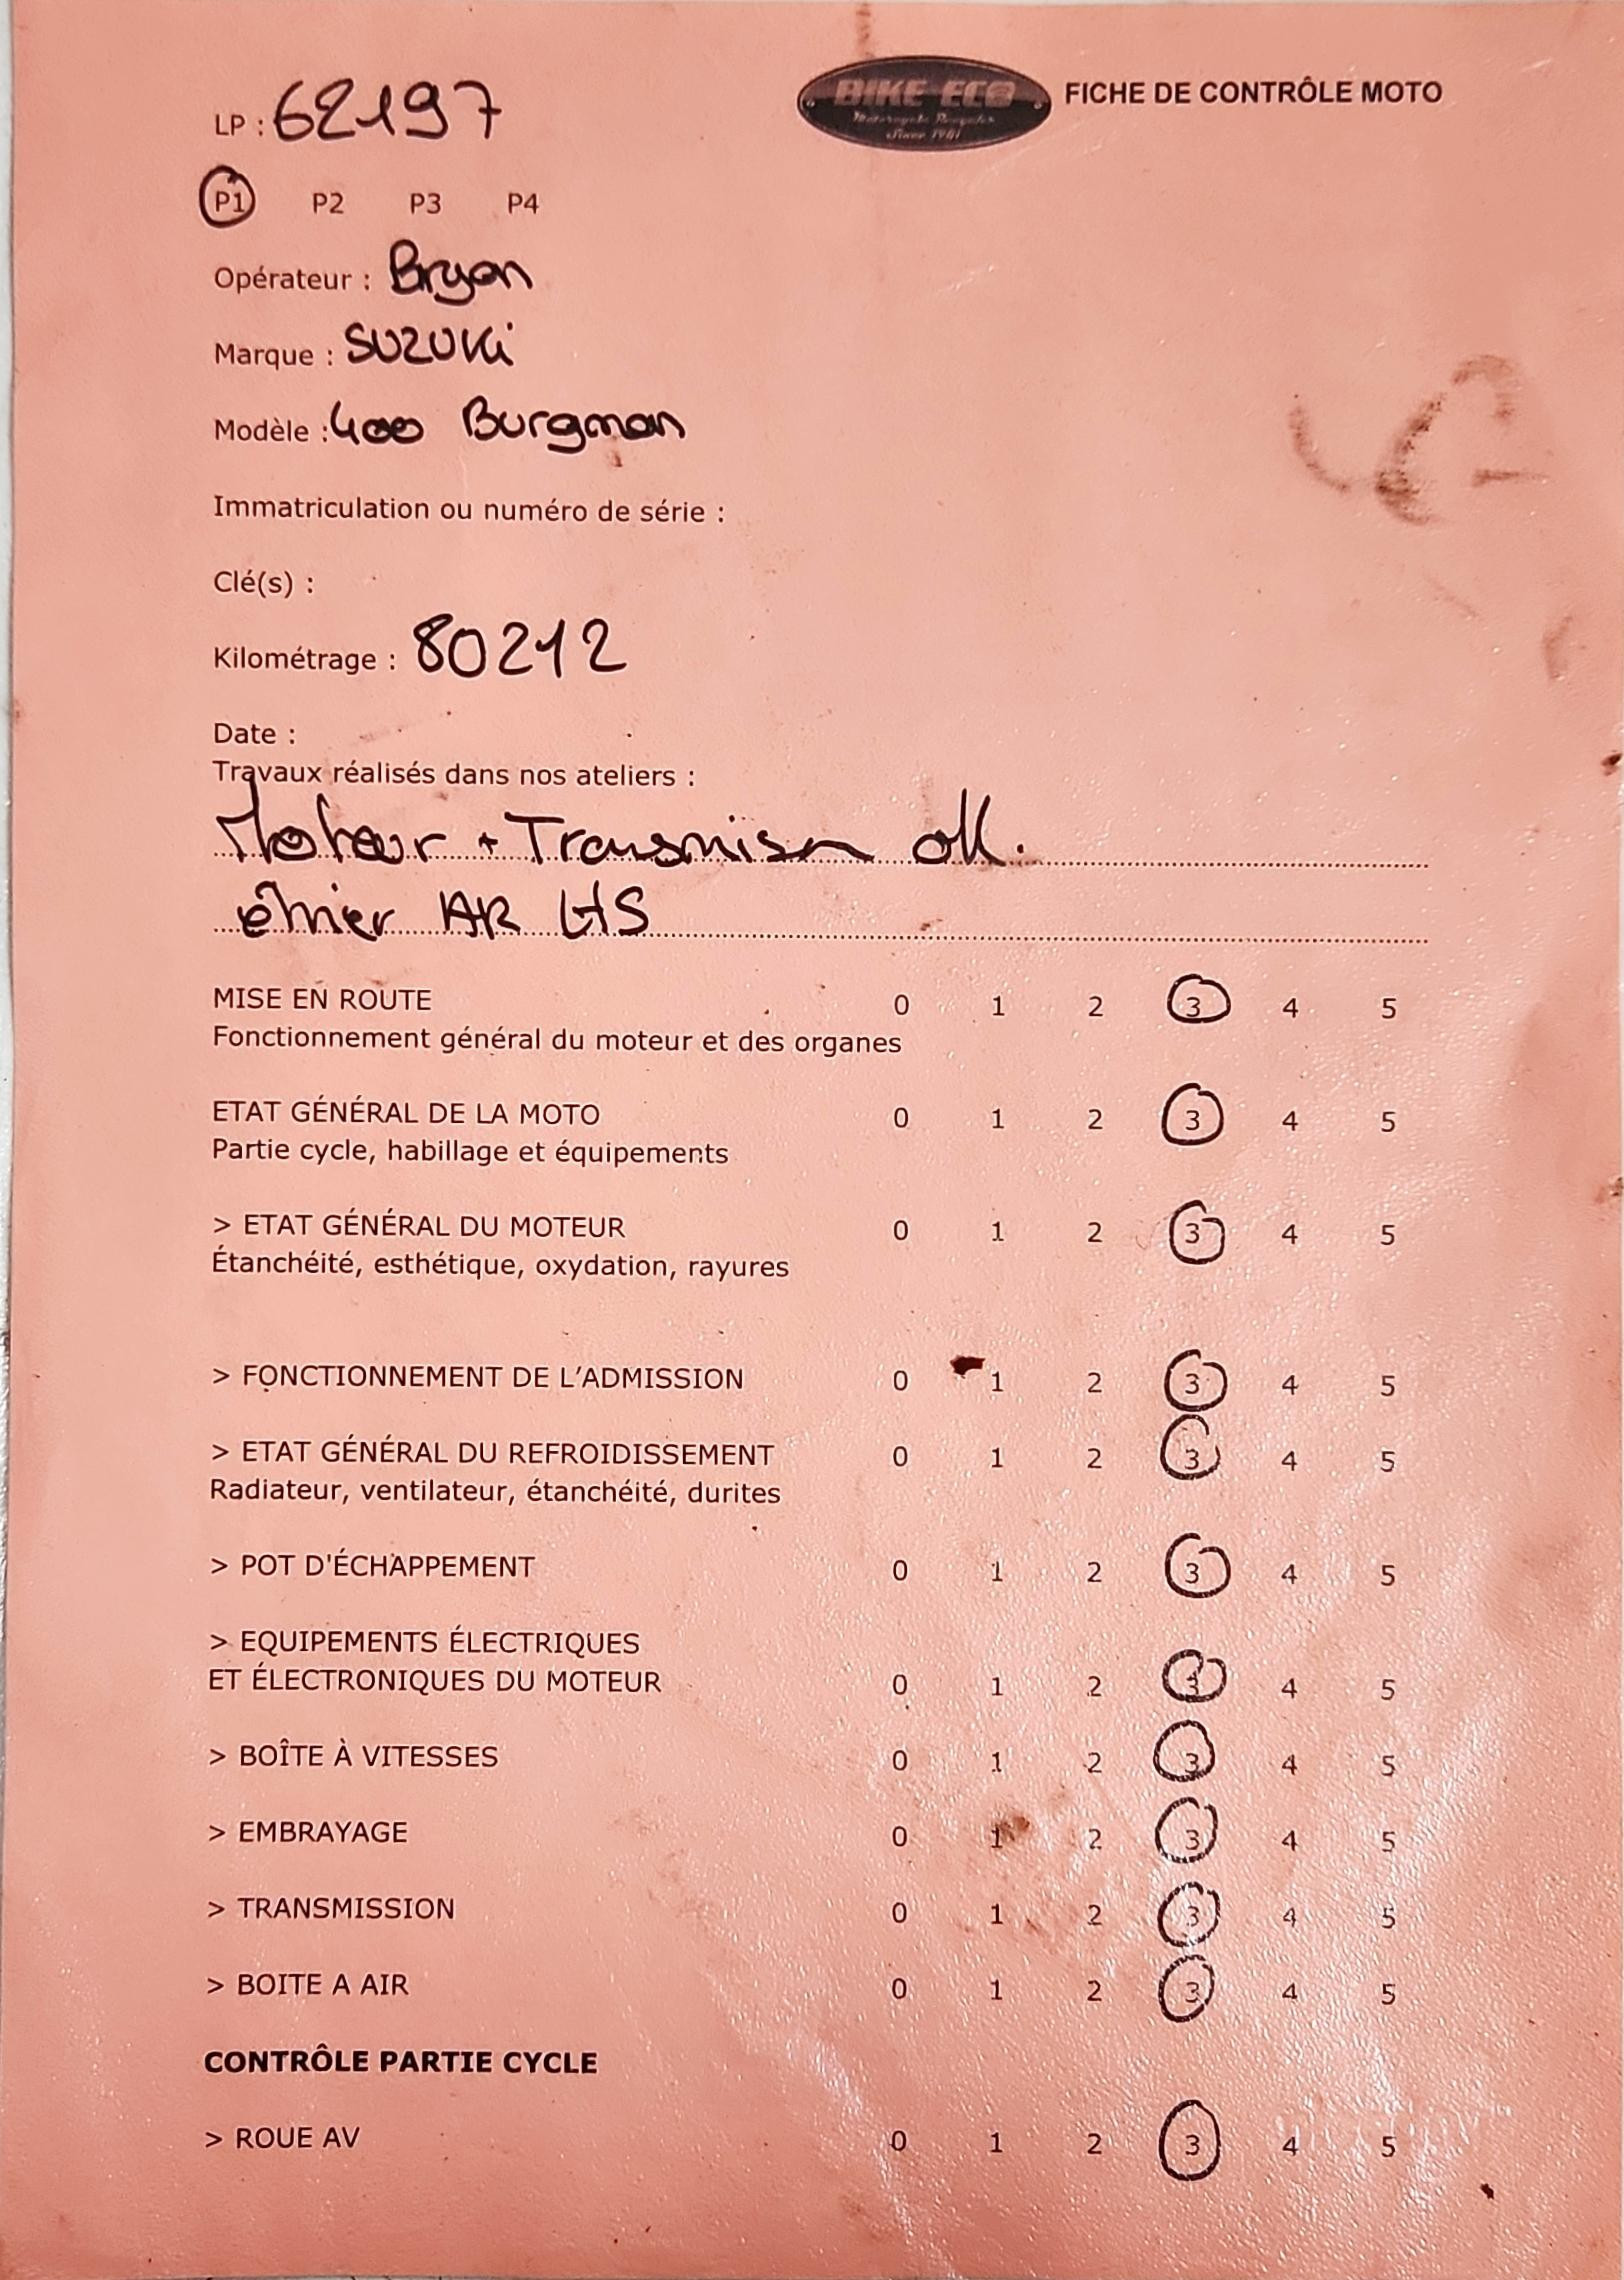 LP : 62197
BIKE ECO
Since 1981
FICHE DE CONTRÔLE MOTO
P1 P2 P3 P4
Opérateur : Bryan
Marque : SUZUKi
Modèle : 400 Burgman
Immatriculation ou numéro de série :
Clé(s) :
Kilométrage : 80212
Date :
Travaux réalisés dans nos ateliers :
Moteur + Transmisn ok.
étrier AR HS
MISE EN ROUTE 0 1 2 3 4 5
Fonctionnement général du moteur et des organes
ETAT GÉNÉRAL DE LA MOTO 0 1 2 3 4 5
Partie cycle, habillage et équipements
> ETAT GÉNÉRAL DU MOTEUR 0 1 2 3 4 5
Étanchéité, esthétique, oxydation, rayures
> FONCTIONNEMENT DE L'ADMISSION 0 1 2 3 4 5
> ETAT GÉNÉRAL DU REFROIDISSEMENT 0 1 2 3 4 5
Radiateur, ventilateur, étanchéité, durites
> POT D'ÉCHAPPEMENT 0 1 2 3 4 5
> EQUIPEMENTS ÉLECTRIQUES
ET ÉLECTRONIQUES DU MOTEUR 0 1 2 3 4 5
> BOÎTE À VITESSES 0 1 2 3 4 5
> EMBRAYAGE 0 1 2 3 4 5
> TRANSMISSION 0 1 2 3 4 5
> BOITE A AIR 0 1 2 3 4 5
CONTRÔLE PARTIE CYCLE
> ROUE AV 0 1 2 3 4 5